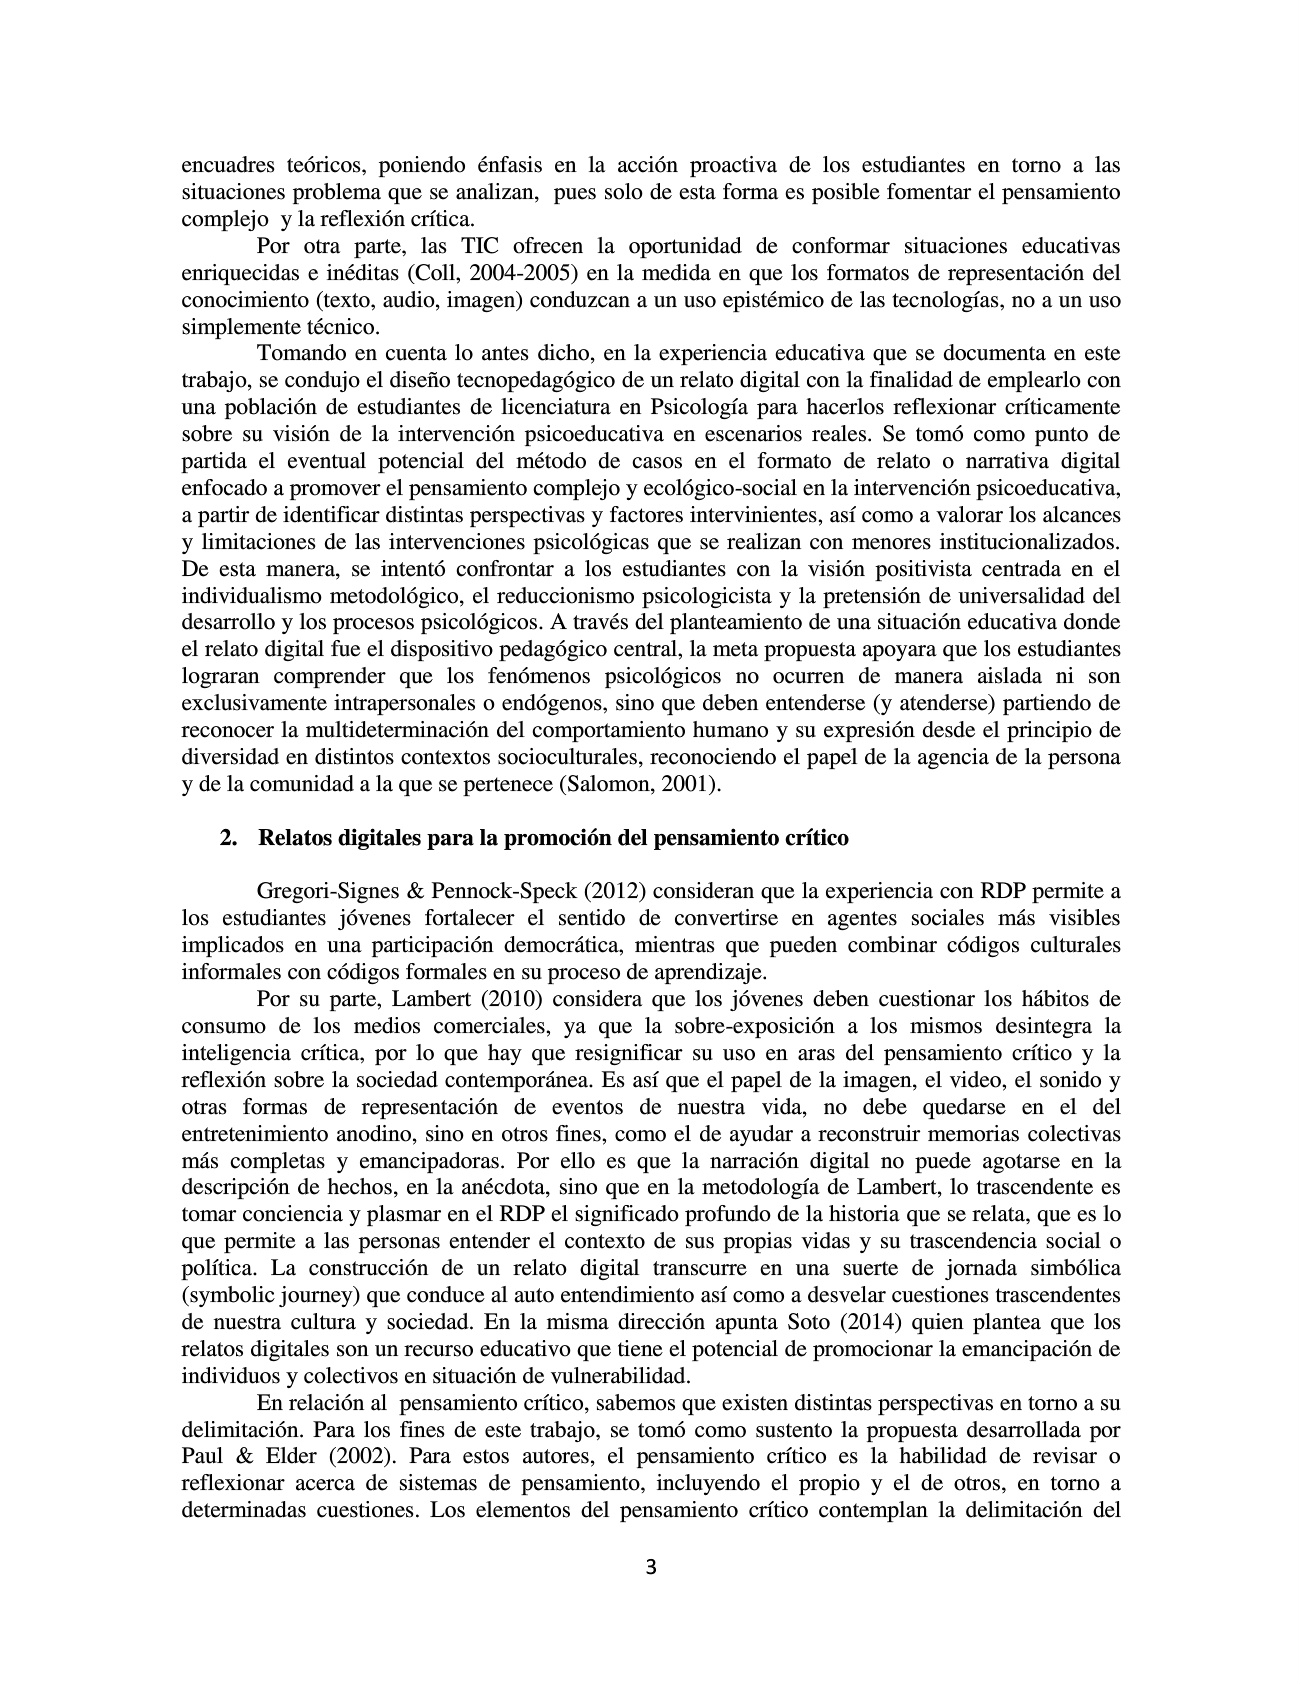 encuadres teóricos, poniendo énfasis en la acción proactiva de los estudiantes en torno a las
situaciones problema que se analizan,  pues solo de esta forma es posible fomentar el pensamiento
complejo  y la reflexión crítica.
Por otra parte, las TIC ofrecen la oportunidad de conformar situaciones educativas
enriquecidas e inéditas (Coll, 2004-2005) en la medida en que los formatos de representación del
conocimiento (texto, audio, imagen) conduzcan a un uso epistémico de las tecnologías, no a un uso
simplemente técnico.
Tomando en cuenta lo antes dicho, en la experiencia educativa que se documenta en este
trabajo, se condujo el diseño tecnopedagógico de un relato digital con la finalidad de emplearlo con
una población de estudiantes de licenciatura en Psicología para hacerlos reflexionar críticamente
sobre su visión de la intervención psicoeducativa en escenarios reales. Se tomó como punto de
partida el eventual potencial del método de casos en el formato de relato o narrativa digital
enfocado a promover el pensamiento complejo y ecológico-social en la intervención psicoeducativa,
a partir de identificar distintas perspectivas y factores intervinientes, así como a valorar los alcances
y limitaciones de las intervenciones psicológicas que se realizan con menores institucionalizados.
De esta manera, se intentó confrontar a los estudiantes con la visión positivista centrada en el
individualismo metodológico, el reduccionismo psicologicista y la pretensión de universalidad del
desarrollo y los procesos psicológicos. A través del planteamiento de una situación educativa donde
el relato digital fue el dispositivo pedagógico central, la meta propuesta apoyara que los estudiantes
lograran comprender que los fenómenos psicológicos no ocurren de manera aislada ni son
exclusivamente intrapersonales o endógenos, sino que deben entenderse (y atenderse) partiendo de
reconocer la multideterminación del comportamiento humano y su expresión desde el principio de
diversidad en distintos contextos socioculturales, reconociendo el papel de la agencia de la persona
y de la comunidad a la que se pertenece (Salomon, 2001).
2. Relatos digitales para la promoción del pensamiento crítico
Gregori-Signes & Pennock-Speck (2012) consideran que la experiencia con RDP permite a
los estudiantes jóvenes fortalecer el sentido de convertirse en agentes sociales más visibles
implicados en una participación democrática, mientras que pueden combinar códigos culturales
informales con códigos formales en su proceso de aprendizaje.
Por su parte, Lambert (2010) considera que los jóvenes deben cuestionar los hábitos de
consumo de los medios comerciales, ya que la sobre-exposición a los mismos desintegra la
inteligencia crítica, por lo que hay que resignificar su uso en aras del pensamiento crítico y la
reflexión sobre la sociedad contemporánea. Es así que el papel de la imagen, el video, el sonido y
otras formas de representación de eventos de nuestra vida, no debe quedarse en el del
entretenimiento anodino, sino en otros fines, como el de ayudar a reconstruir memorias colectivas
más completas y emancipadoras. Por ello es que la narración digital no puede agotarse en la
descripción de hechos, en la anécdota, sino que en la metodología de Lambert, lo trascendente es
tomar conciencia y plasmar en el RDP el significado profundo de la historia que se relata, que es lo
que permite a las personas entender el contexto de sus propias vidas y su trascendencia social o
política. La construcción de un relato digital transcurre en una suerte de jornada simbólica
(symbolic journey) que conduce al auto entendimiento así como a desvelar cuestiones trascendentes
de nuestra cultura y sociedad. En la misma dirección apunta Soto (2014) quien plantea que los
relatos digitales son un recurso educativo que tiene el potencial de promocionar la emancipación de
individuos y colectivos en situación de vulnerabilidad.
En relación al  pensamiento crítico, sabemos que existen distintas perspectivas en torno a su
delimitación. Para los fines de este trabajo, se tomó como sustento la propuesta desarrollada por
Paul & Elder (2002). Para estos autores, el pensamiento crítico es la habilidad de revisar o
reflexionar acerca de sistemas de pensamiento, incluyendo el propio y el de otros, en torno a
determinadas cuestiones. Los elementos del pensamiento crítico contemplan la delimitación del
3